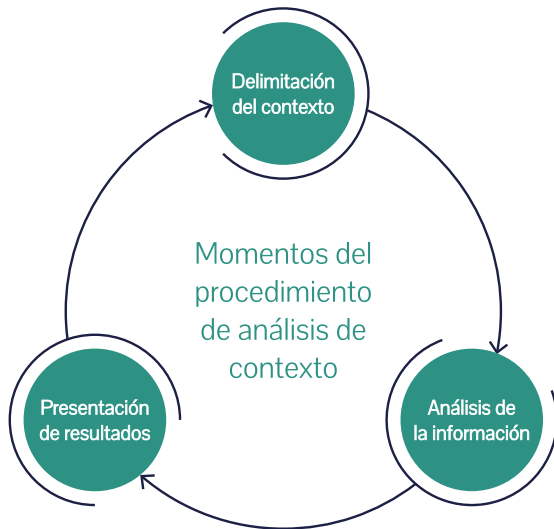 Delimitación
del contexto
Momentos del
procedimiento
de análisis de
contexto
Presentación
de resultados
Análisis de
la información